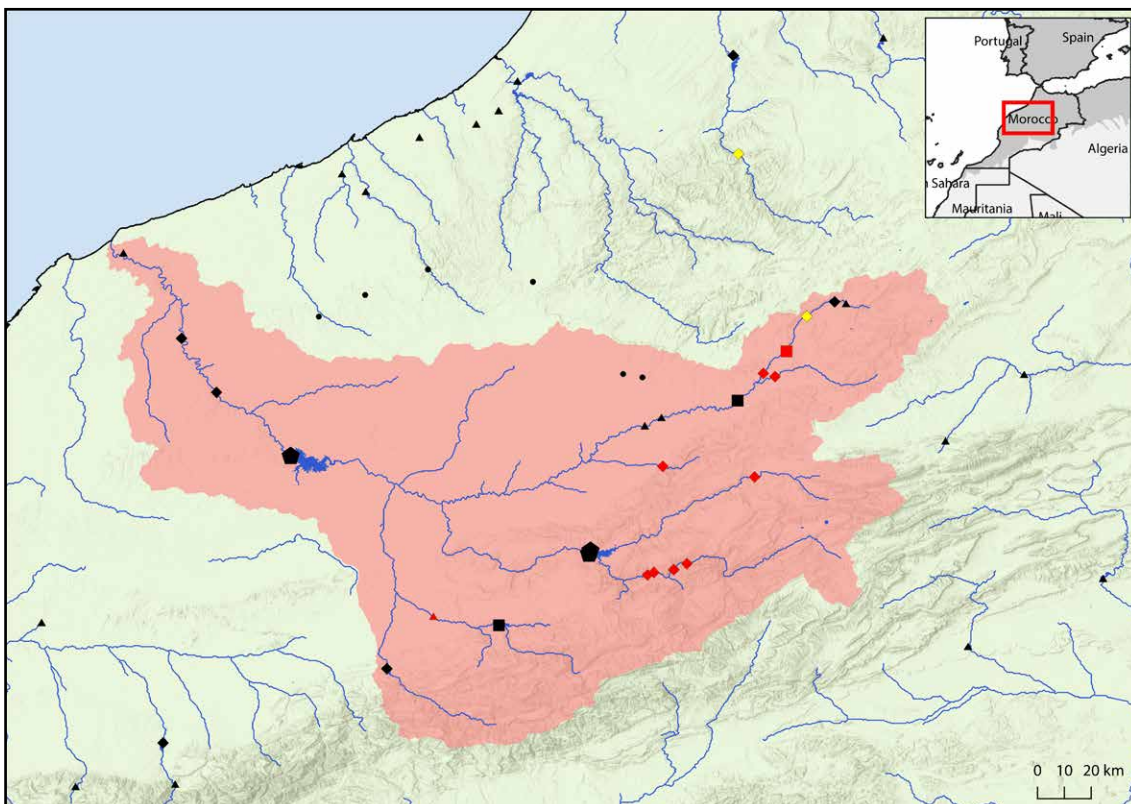 Portugal
Spain
Morocco
Algeria
n Sahara
Mauritania
Mali
0 10 20 km